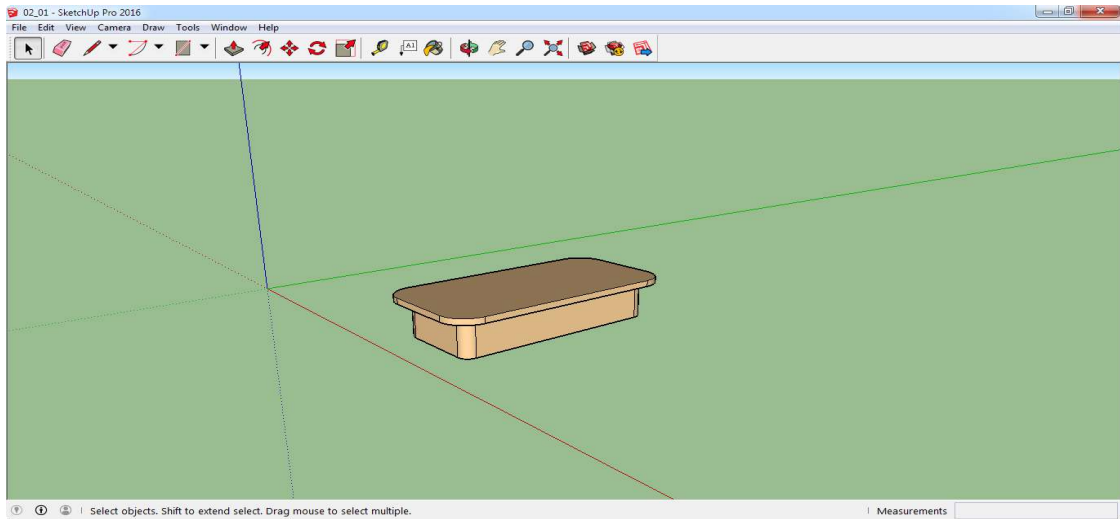 02_01 - SketchUp Pro 2016
File Edit View Camera Draw Tools Window Help
A1
Select objects. Shift to extend select. Drag mouse to select multiple.
Measurements